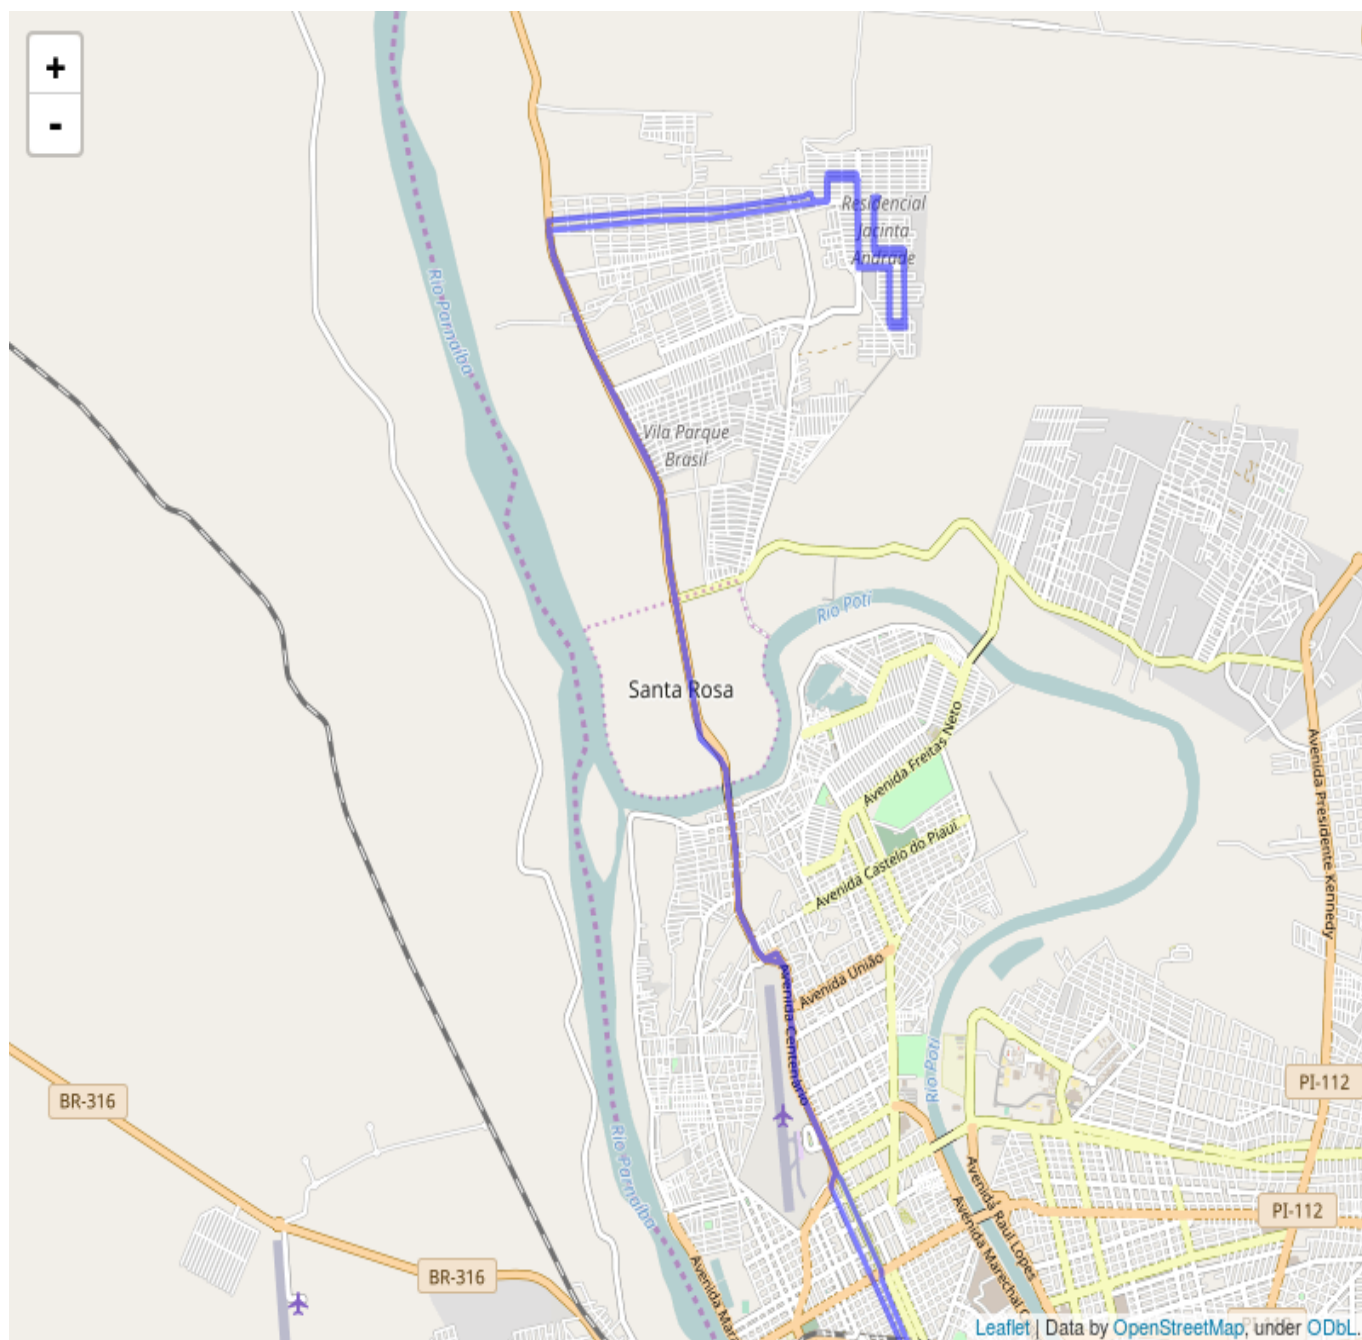 +
-
Residencial
Jacinta
Andrade
Rio Parnaíba
Vila Parque
Brasil
Rio Poti
Santa Rosa
Avenida Freitas Neto
Avenida Presidente Kennedy
Avenida Castelo do Piauí
Avenida União
Avenida Centenário
Rio Poti
BR-316
PI-112
Rio Parnaíba
Avenida Raul Lopes
PI-112
Avenida Marechal
BR-316
Leaflet | Data by OpenStreetMap, under ODbL.